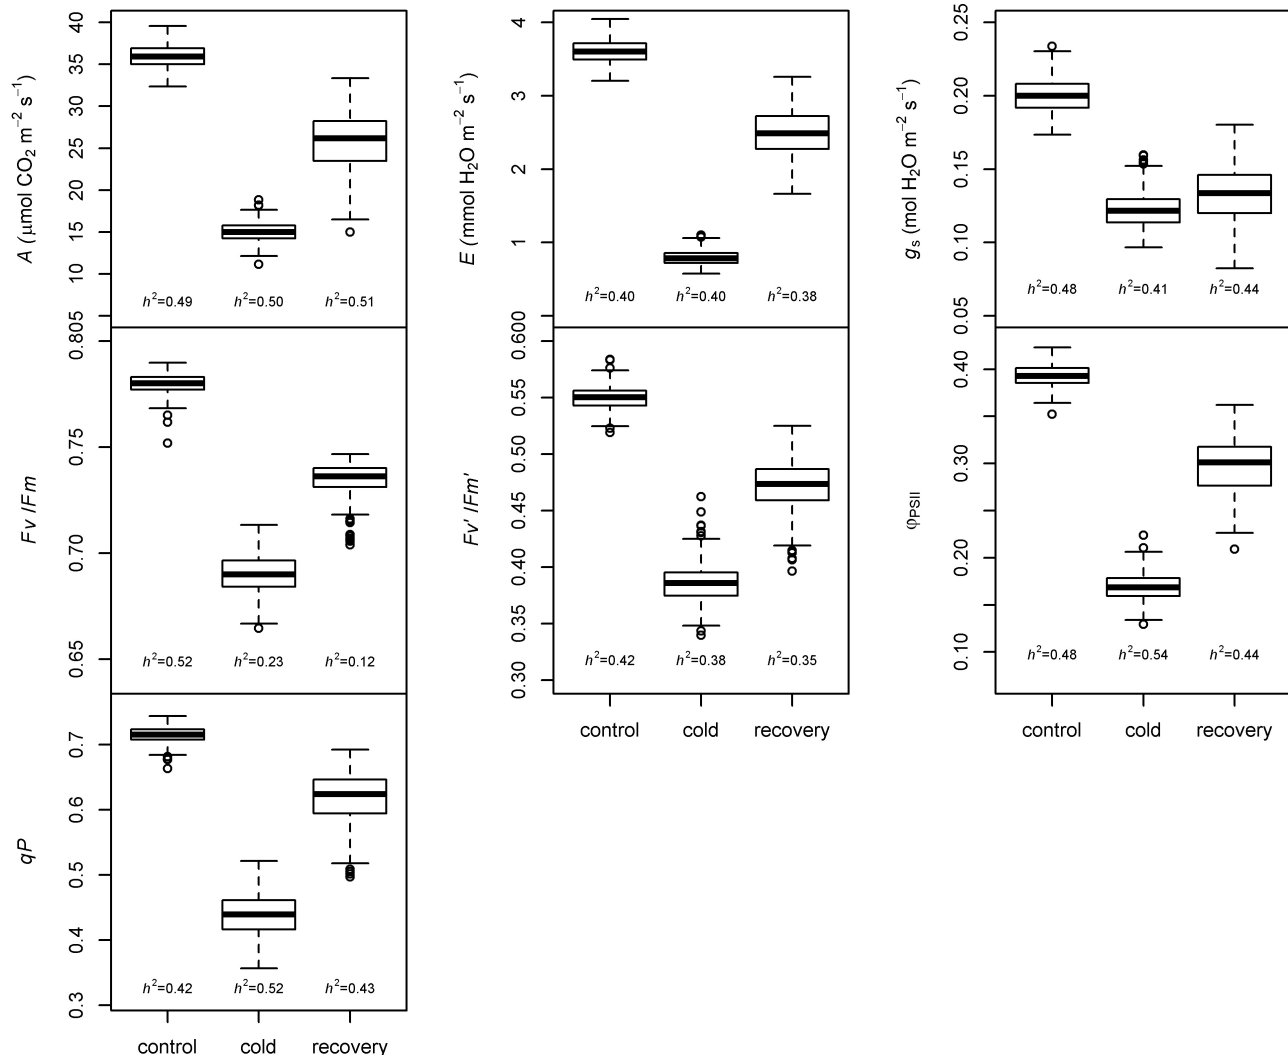 A (μmol CO₂ m⁻² s⁻¹)
40
35
30
25
20
15
10
h²=0.49 h²=0.50 h²=0.51
E (mmol H₂O m⁻² s⁻¹)
4
3
2
1
h²=0.40 h²=0.40 h²=0.38
gₛ (mol H₂O m⁻² s⁻¹)
0.25
0.20
0.15
0.10
0.05
h²=0.48 h²=0.41 h²=0.44
Fv /Fm
0.805
0.75
0.70
0.65
h²=0.52 h²=0.23 h²=0.12
Fv' /Fm'
0.600
0.55
0.50
0.45
0.40
0.35
0.30
h²=0.42 h²=0.38 h²=0.35
control cold recovery
φPSII
0.40
0.30
0.20
0.10
h²=0.48 h²=0.54 h²=0.44
control cold recovery
qP
0.7
0.6
0.5
0.4
0.3
h²=0.42 h²=0.52 h²=0.43
control cold recovery